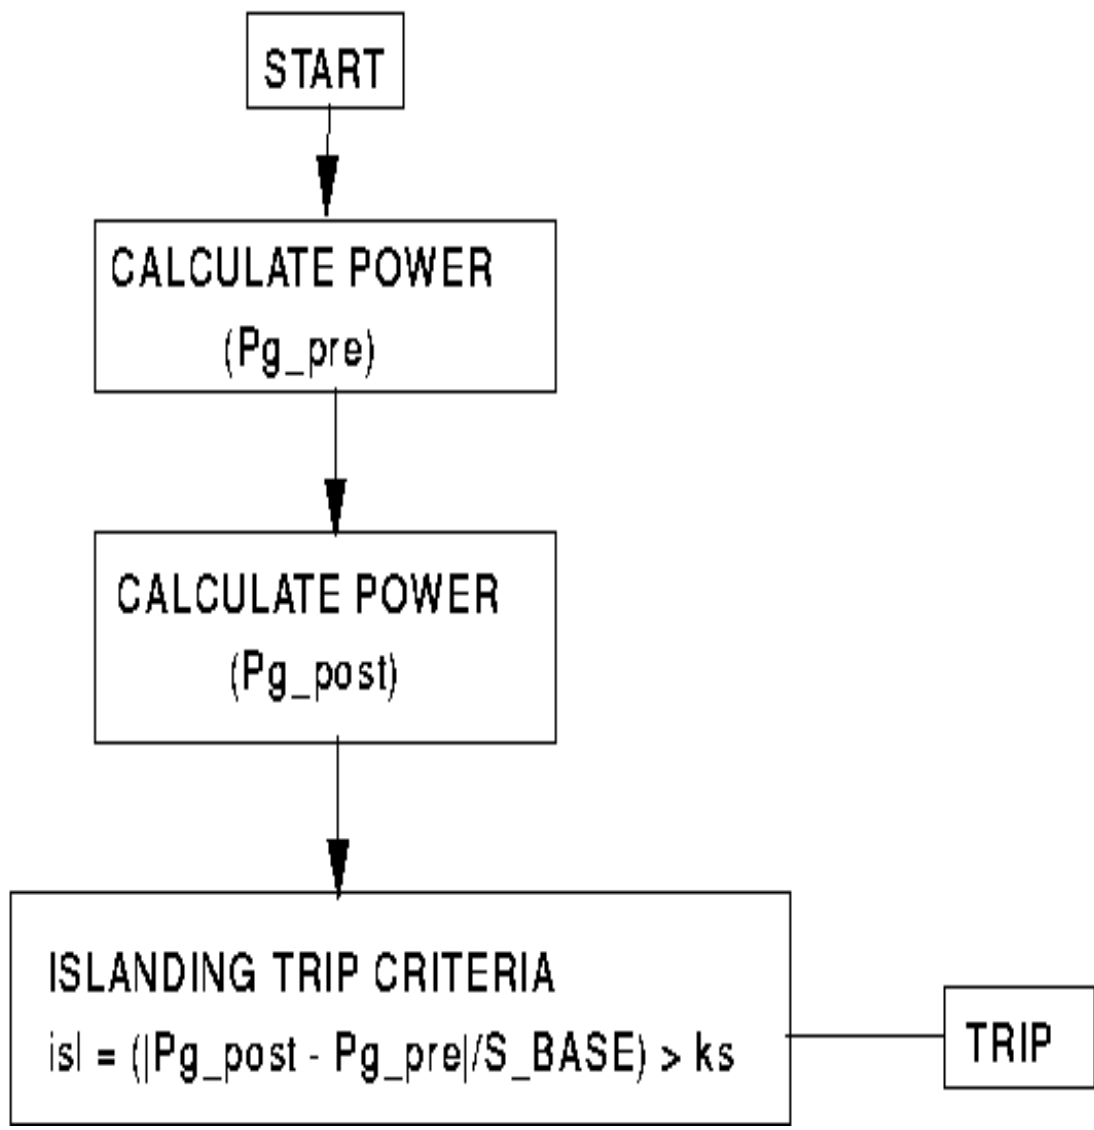 START
CALCULATE POWER
(Pg_pre)
CALCULATE POWER
(Pg_post)
ISLANDING TRIP CRITERIA
isl = (|Pg_post - Pg_pre|/S_BASE) > ks
TRIP